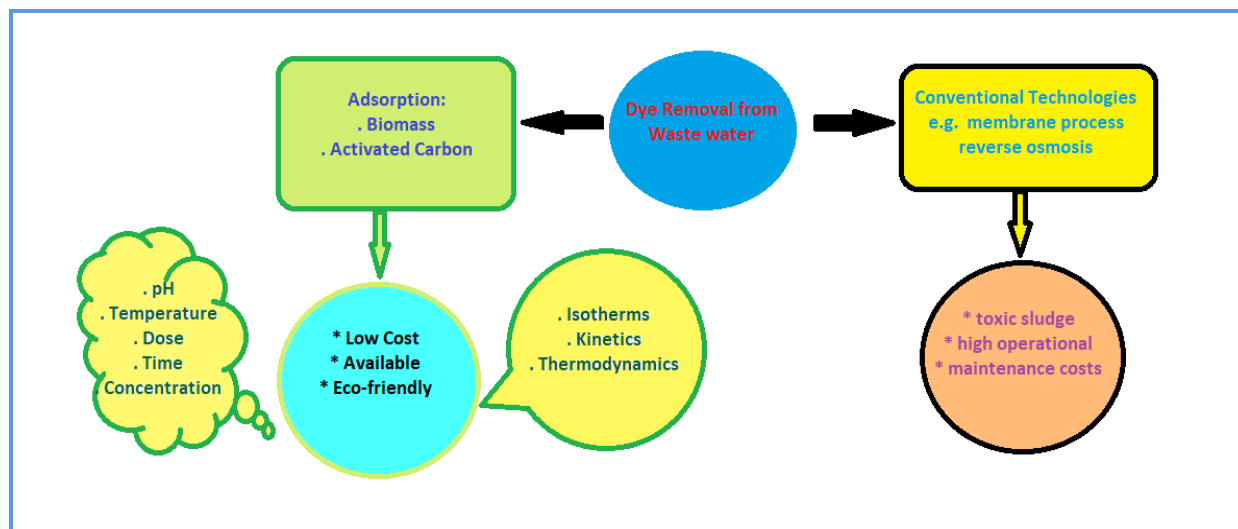 Adsorption:
. Biomass
. Activated Carbon
Dye Removal from
Waste water
Conventional Technologies
e.g. membrane process
reverse osmosis
. pH
. Temperature
. Dose
. Time
. Concentration
* Low Cost
* Available
* Eco-friendly
. Isotherms
. Kinetics
. Thermodynamics
* toxic sludge
* high operational
* maintenance costs